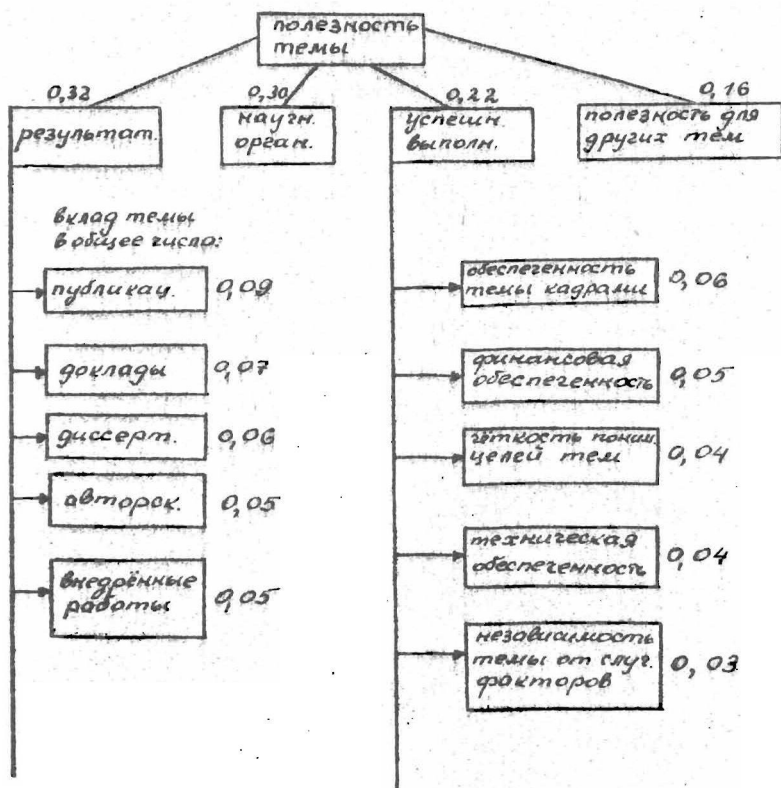 полезность
темы
0,32
результат.
0,30
научн.
орган.
0,22
успешн.
выполн.
0,16
полезность для
других тем
вклад темы
в общее числа:
публикац. 0,09
доклады 0,07
диссерт. 0,06
авторск. 0,05
внедрённые
работы 0,05
обеспеченность
темы кадрами 0,06
финансовая
обеспеченность 0,05
чёткость поним.
целей тем 0,04
техническая
обеспеченность 0,04
независимость
темы от случ.
факторов 0,03